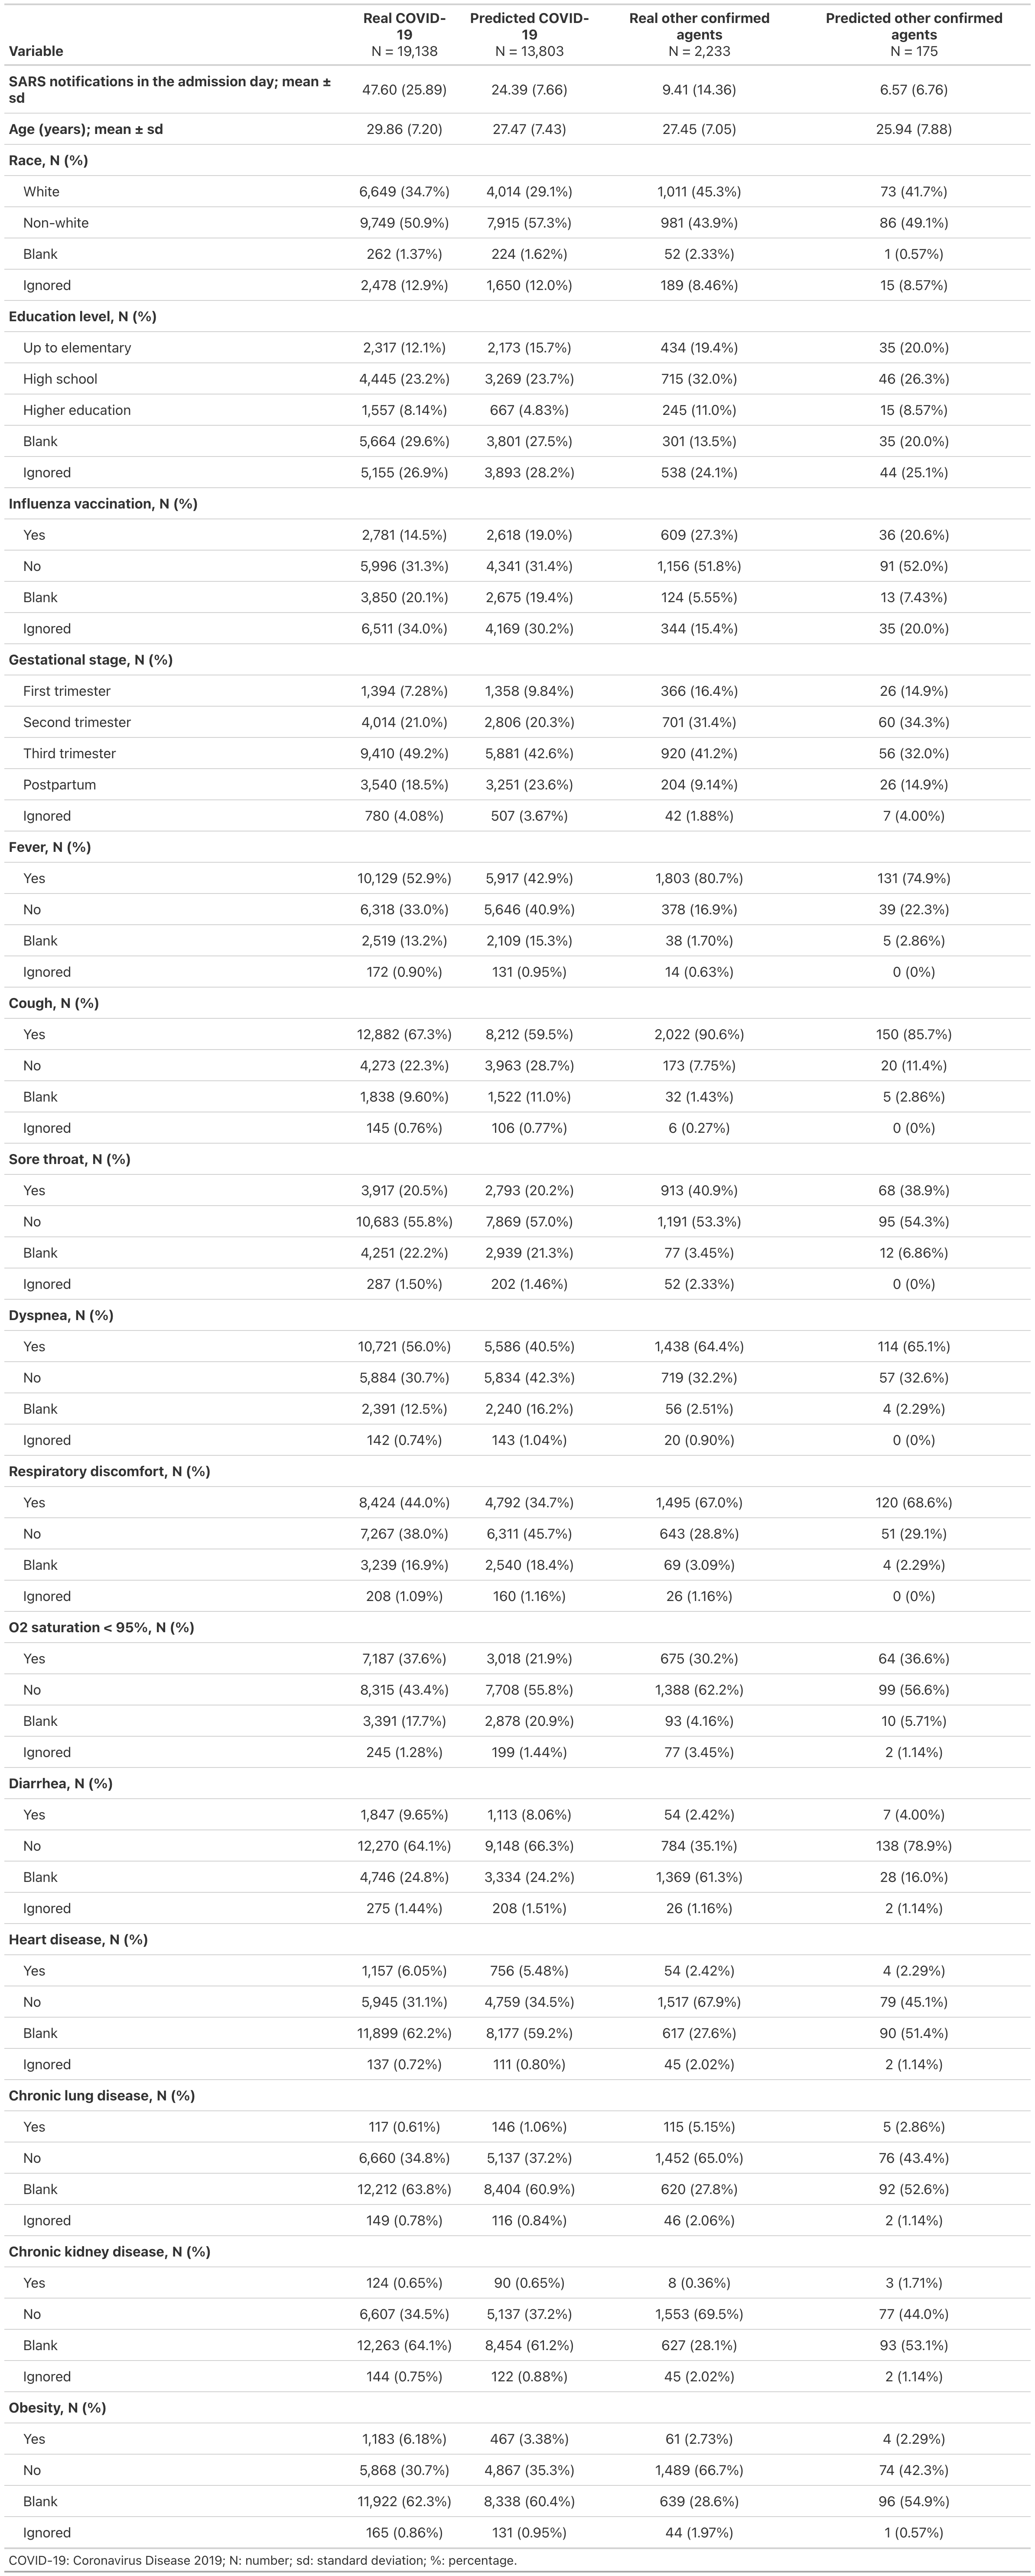 Variable Real COVID-19 N = 19,138 Predicted COVID-19 N = 13,803 Real other confirmed agents N = 2,233 Predicted other confirmed agents N = 175
SARS notifications in the admission day; mean ± sd 47.60 (25.89) 24.39 (7.66) 9.41 (14.36) 6.57 (6.76)
Age (years); mean ± sd 29.86 (7.20) 27.47 (7.43) 27.45 (7.05) 25.94 (7.88)
Race, N (%)
White 6,649 (34.7%) 4,014 (29.1%) 1,011 (45.3%) 73 (41.7%)
Non-white 9,749 (50.9%) 7,915 (57.3%) 981 (43.9%) 86 (49.1%)
Blank 262 (1.37%) 224 (1.62%) 52 (2.33%) 1 (0.57%)
Ignored 2,478 (12.9%) 1,650 (12.0%) 189 (8.46%) 15 (8.57%)
Education level, N (%)
Up to elementary 2,317 (12.1%) 2,173 (15.7%) 434 (19.4%) 35 (20.0%)
High school 4,445 (23.2%) 3,269 (23.7%) 715 (32.0%) 46 (26.3%)
Higher education 1,557 (8.14%) 667 (4.83%) 245 (11.0%) 15 (8.57%)
Blank 5,664 (29.6%) 3,801 (27.5%) 301 (13.5%) 35 (20.0%)
Ignored 5,155 (26.9%) 3,893 (28.2%) 538 (24.1%) 44 (25.1%)
Influenza vaccination, N (%)
Yes 2,781 (14.5%) 2,618 (19.0%) 609 (27.3%) 36 (20.6%)
No 5,996 (31.3%) 4,341 (31.4%) 1,156 (51.8%) 91 (52.0%)
Blank 3,850 (20.1%) 2,675 (19.4%) 124 (5.55%) 13 (7.43%)
Ignored 6,511 (34.0%) 4,169 (30.2%) 344 (15.4%) 35 (20.0%)
Gestational stage, N (%)
First trimester 1,394 (7.28%) 1,358 (9.84%) 366 (16.4%) 26 (14.9%)
Second trimester 4,014 (21.0%) 2,806 (20.3%) 701 (31.4%) 60 (34.3%)
Third trimester 9,410 (49.2%) 5,881 (42.6%) 920 (41.2%) 56 (32.0%)
Postpartum 3,540 (18.5%) 3,251 (23.6%) 204 (9.14%) 26 (14.9%)
Ignored 780 (4.08%) 507 (3.67%) 42 (1.88%) 7 (4.00%)
Fever, N (%)
Yes 10,129 (52.9%) 5,917 (42.9%) 1,803 (80.7%) 131 (74.9%)
No 6,318 (33.0%) 5,646 (40.9%) 378 (16.9%) 39 (22.3%)
Blank 2,519 (13.2%) 2,109 (15.3%) 38 (1.70%) 5 (2.86%)
Ignored 172 (0.90%) 131 (0.95%) 14 (0.63%) 0 (0%)
Cough, N (%)
Yes 12,882 (67.3%) 8,212 (59.5%) 2,022 (90.6%) 150 (85.7%)
No 4,273 (22.3%) 3,963 (28.7%) 173 (7.75%) 20 (11.4%)
Blank 1,838 (9.60%) 1,522 (11.0%) 32 (1.43%) 5 (2.86%)
Ignored 145 (0.76%) 106 (0.77%) 6 (0.27%) 0 (0%)
Sore throat, N (%)
Yes 3,917 (20.5%) 2,793 (20.2%) 913 (40.9%) 68 (38.9%)
No 10,683 (55.8%) 7,869 (57.0%) 1,191 (53.3%) 95 (54.3%)
Blank 4,251 (22.2%) 2,939 (21.3%) 77 (3.45%) 12 (6.86%)
Ignored 287 (1.50%) 202 (1.46%) 52 (2.33%) 0 (0%)
Dyspnea, N (%)
Yes 10,721 (56.0%) 5,586 (40.5%) 1,438 (64.4%) 114 (65.1%)
No 5,884 (30.7%) 5,834 (42.3%) 719 (32.2%) 57 (32.6%)
Blank 2,391 (12.5%) 2,240 (16.2%) 56 (2.51%) 4 (2.29%)
Ignored 142 (0.74%) 143 (1.04%) 20 (0.90%) 0 (0%)
Respiratory discomfort, N (%)
Yes 8,424 (44.0%) 4,792 (34.7%) 1,495 (67.0%) 120 (68.6%)
No 7,267 (38.0%) 6,311 (45.7%) 643 (28.8%) 51 (29.1%)
Blank 3,239 (16.9%) 2,540 (18.4%) 69 (3.09%) 4 (2.29%)
Ignored 208 (1.09%) 160 (1.16%) 26 (1.16%) 0 (0%)
O2 saturation < 95%, N (%)
Yes 7,187 (37.6%) 3,018 (21.9%) 675 (30.2%) 64 (36.6%)
No 8,315 (43.4%) 7,708 (55.8%) 1,388 (62.2%) 99 (56.6%)
Blank 3,391 (17.7%) 2,878 (20.9%) 93 (4.16%) 10 (5.71%)
Ignored 245 (1.28%) 199 (1.44%) 77 (3.45%) 2 (1.14%)
Diarrhea, N (%)
Yes 1,847 (9.65%) 1,113 (8.06%) 54 (2.42%) 7 (4.00%)
No 12,270 (64.1%) 9,148 (66.3%) 784 (35.1%) 138 (78.9%)
Blank 4,746 (24.8%) 3,334 (24.2%) 1,369 (61.3%) 28 (16.0%)
Ignored 275 (1.44%) 208 (1.51%) 26 (1.16%) 2 (1.14%)
Heart disease, N (%)
Yes 1,157 (6.05%) 756 (5.48%) 54 (2.42%) 4 (2.29%)
No 5,945 (31.1%) 4,759 (34.5%) 1,517 (67.9%) 79 (45.1%)
Blank 11,899 (62.2%) 8,177 (59.2%) 617 (27.6%) 90 (51.4%)
Ignored 137 (0.72%) 111 (0.80%) 45 (2.02%) 2 (1.14%)
Chronic lung disease, N (%)
Yes 117 (0.61%) 146 (1.06%) 115 (5.15%) 5 (2.86%)
No 6,660 (34.8%) 5,137 (37.2%) 1,452 (65.0%) 76 (43.4%)
Blank 12,212 (63.8%) 8,404 (60.9%) 620 (27.8%) 92 (52.6%)
Ignored 149 (0.78%) 116 (0.84%) 46 (2.06%) 2 (1.14%)
Chronic kidney disease, N (%)
Yes 124 (0.65%) 90 (0.65%) 8 (0.36%) 3 (1.71%)
No 6,607 (34.5%) 5,137 (37.2%) 1,553 (69.5%) 77 (44.0%)
Blank 12,263 (64.1%) 8,454 (61.2%) 627 (28.1%) 93 (53.1%)
Ignored 144 (0.75%) 122 (0.88%) 45 (2.02%) 2 (1.14%)
Obesity, N (%)
Yes 1,183 (6.18%) 467 (3.38%) 61 (2.73%) 4 (2.29%)
No 5,868 (30.7%) 4,867 (35.3%) 1,489 (66.7%) 74 (42.3%)
Blank 11,922 (62.3%) 8,338 (60.4%) 639 (28.6%) 96 (54.9%)
Ignored 165 (0.86%) 131 (0.95%) 44 (1.97%) 1 (0.57%)
COVID-19: Coronavirus Disease 2019; N: number; sd: standard deviation; %: percentage.